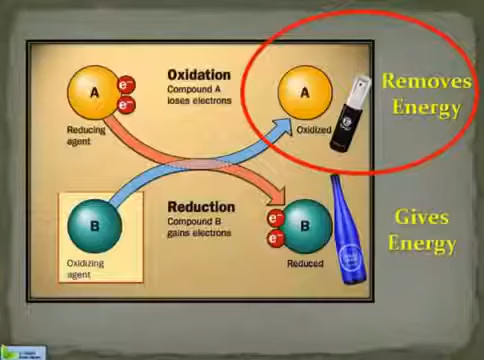 Oxidation
Compound A
loses electrons
A
e−
e−
Reducing
agent
A
Oxidized
Removes
Energy
B
Oxidizing
agent
Reduction
Compound B
gains electrons
e−
e−
B
Reduced
Gives
Energy